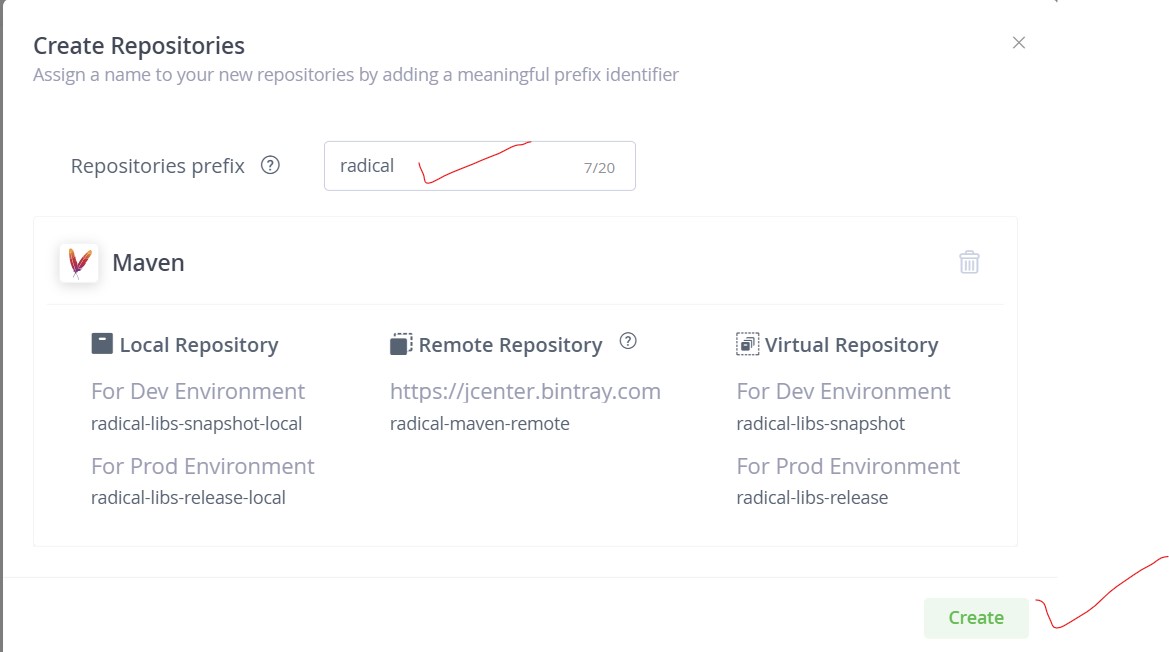 Create Repositories
Assign a name to your new repositories by adding a meaningful prefix identifier
Repositories prefix ?
radical 7/20
Maven
Local Repository
For Dev Environment
radical-libs-snapshot-local
For Prod Environment
radical-libs-release-local
Remote Repository ?
https://jcenter.bintray.com
radical-maven-remote
Virtual Repository
For Dev Environment
radical-libs-snapshot
For Prod Environment
radical-libs-release
Create